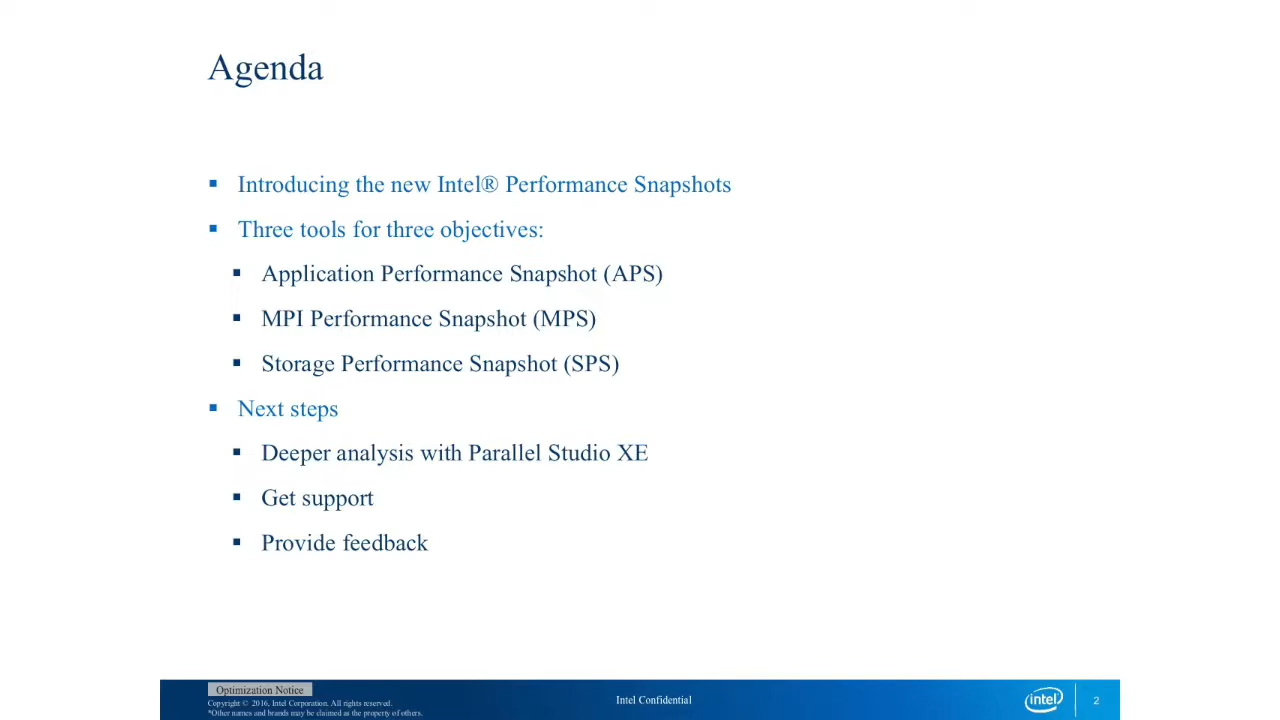 Agenda
▪ Introducing the new Intel® Performance Snapshots
▪ Three tools for three objectives:
▪ Application Performance Snapshot (APS)
▪ MPI Performance Snapshot (MPS)
▪ Storage Performance Snapshot (SPS)
▪ Next steps
▪ Deeper analysis with Parallel Studio XE
▪ Get support
▪ Provide feedback
Optimization Notice
Copyright © 2016, Intel Corporation. All rights reserved.
*Other names and brands may be claimed as the property of others.
Intel Confidential
intel
2